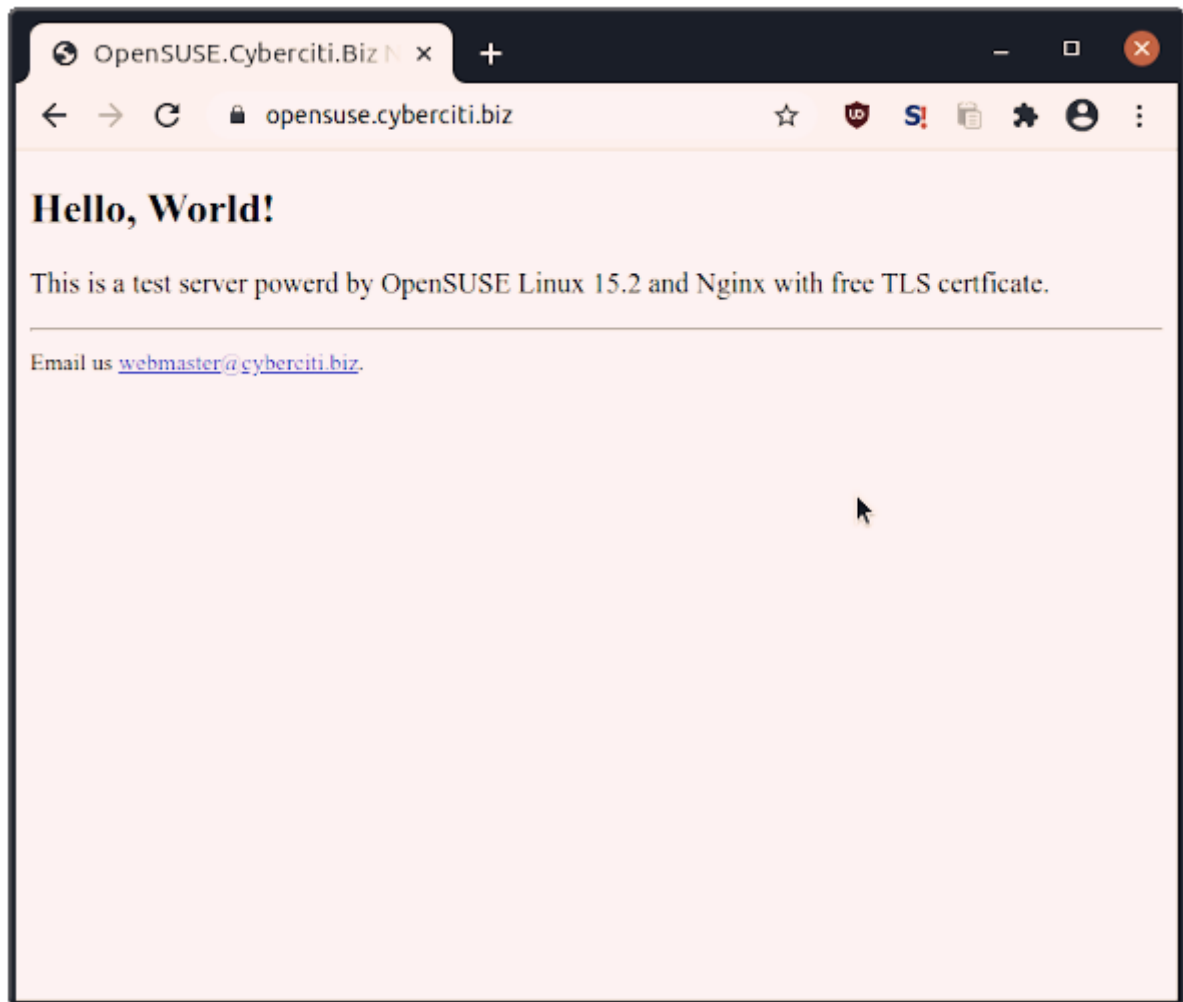 OpenSUSE.Cyberciti.Biz N
opensuse.cyberciti.biz
S!
Hello, World!
This is a test server powerd by OpenSUSE Linux 15.2 and Nginx with free TLS certficate.
Email us webmaster@cyberciti.biz.